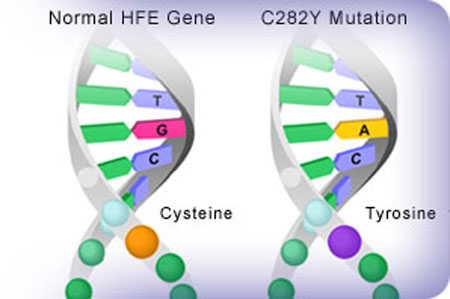 Normal HFE Gene
C282Y Mutation
T
G
C
T
A
C
Cysteine
Tyrosine